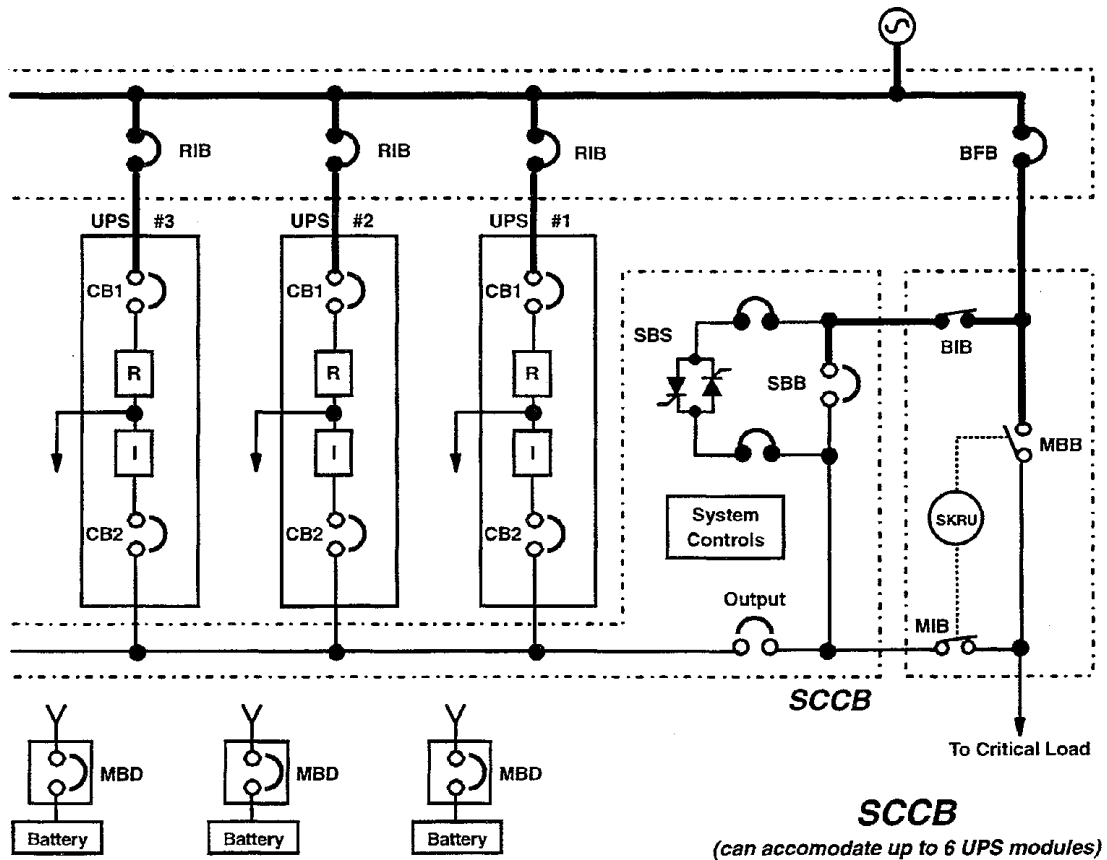 RIB
RIB
RIB
BFB
UPS #3
UPS #2
UPS #1
CB1
CB1
CB1
SBS
BIB
R
R
R
SBB
MBB
I
I
I
System
Controls
SKRU
CB2
CB2
CB2
Output
MIB
SCCB
To Critical Load
MBD
MBD
MBD
Battery
Battery
Battery
SCCB
(can accomodate up to 6 UPS modules)